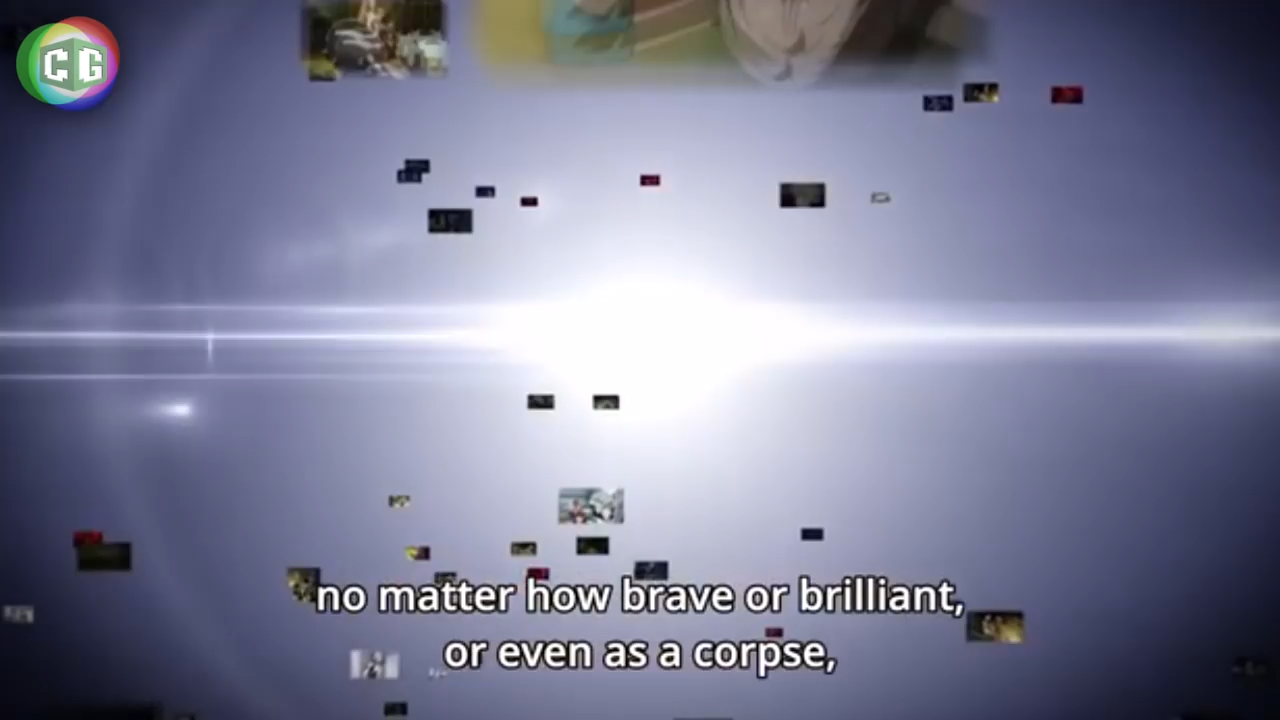 CG
no matter how brave or brilliant,
or even as a corpse,